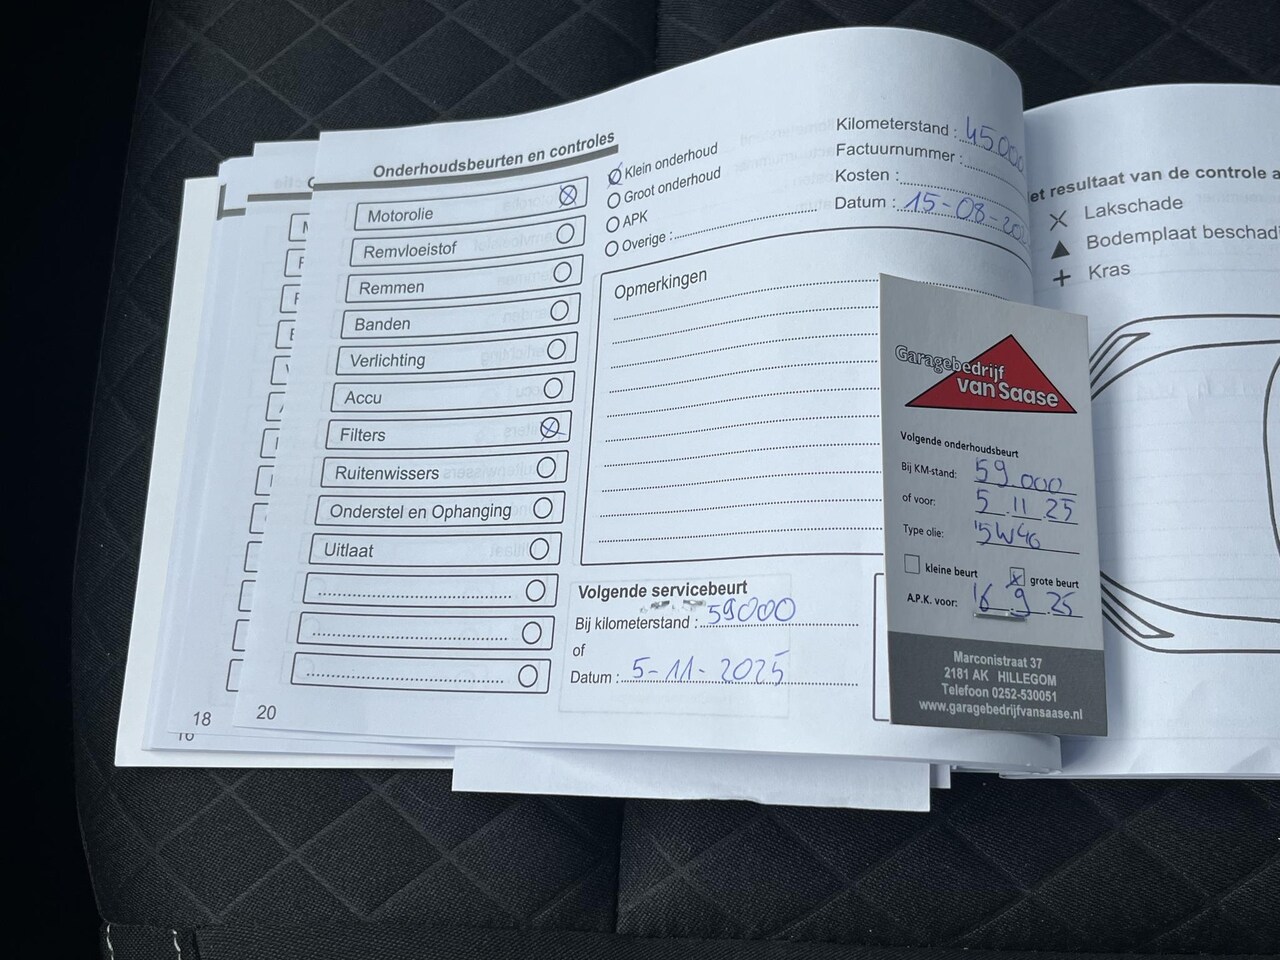 Onderhoudsbeurten en controles
Motorolie
Remvloeistof
Remmen
Banden
Verlichting
Accu
Filters
Ruitenwissers
Onderstel en Ophanging
Uitlaat
Klein onderhoud
Groot onderhoud
APK
Overige :
Kilometerstand : 45000
Factuurnummer :
Kosten :
Datum : 15-08-202
Opmerkingen
Volgende servicebeurt
Bij kilometerstand : 59000
of
Datum : 5-11-2025
18
20
Garagebedrijf
van Saase
Volgende onderhoudsbeurt
Bij KM-stand: 59 000
of voor: 5 11 25
Type olie: 5W40
kleine beurt grote beurt
A.P.K. voor: 16 9 25
Marconistraat 37
2181 AK HILLEGOM
Telefoon 0252-530051
www.garagebedrijfvansaase.nl
et resultaat van de controle a
Lakschade
Bodemplaat beschadi
Kras